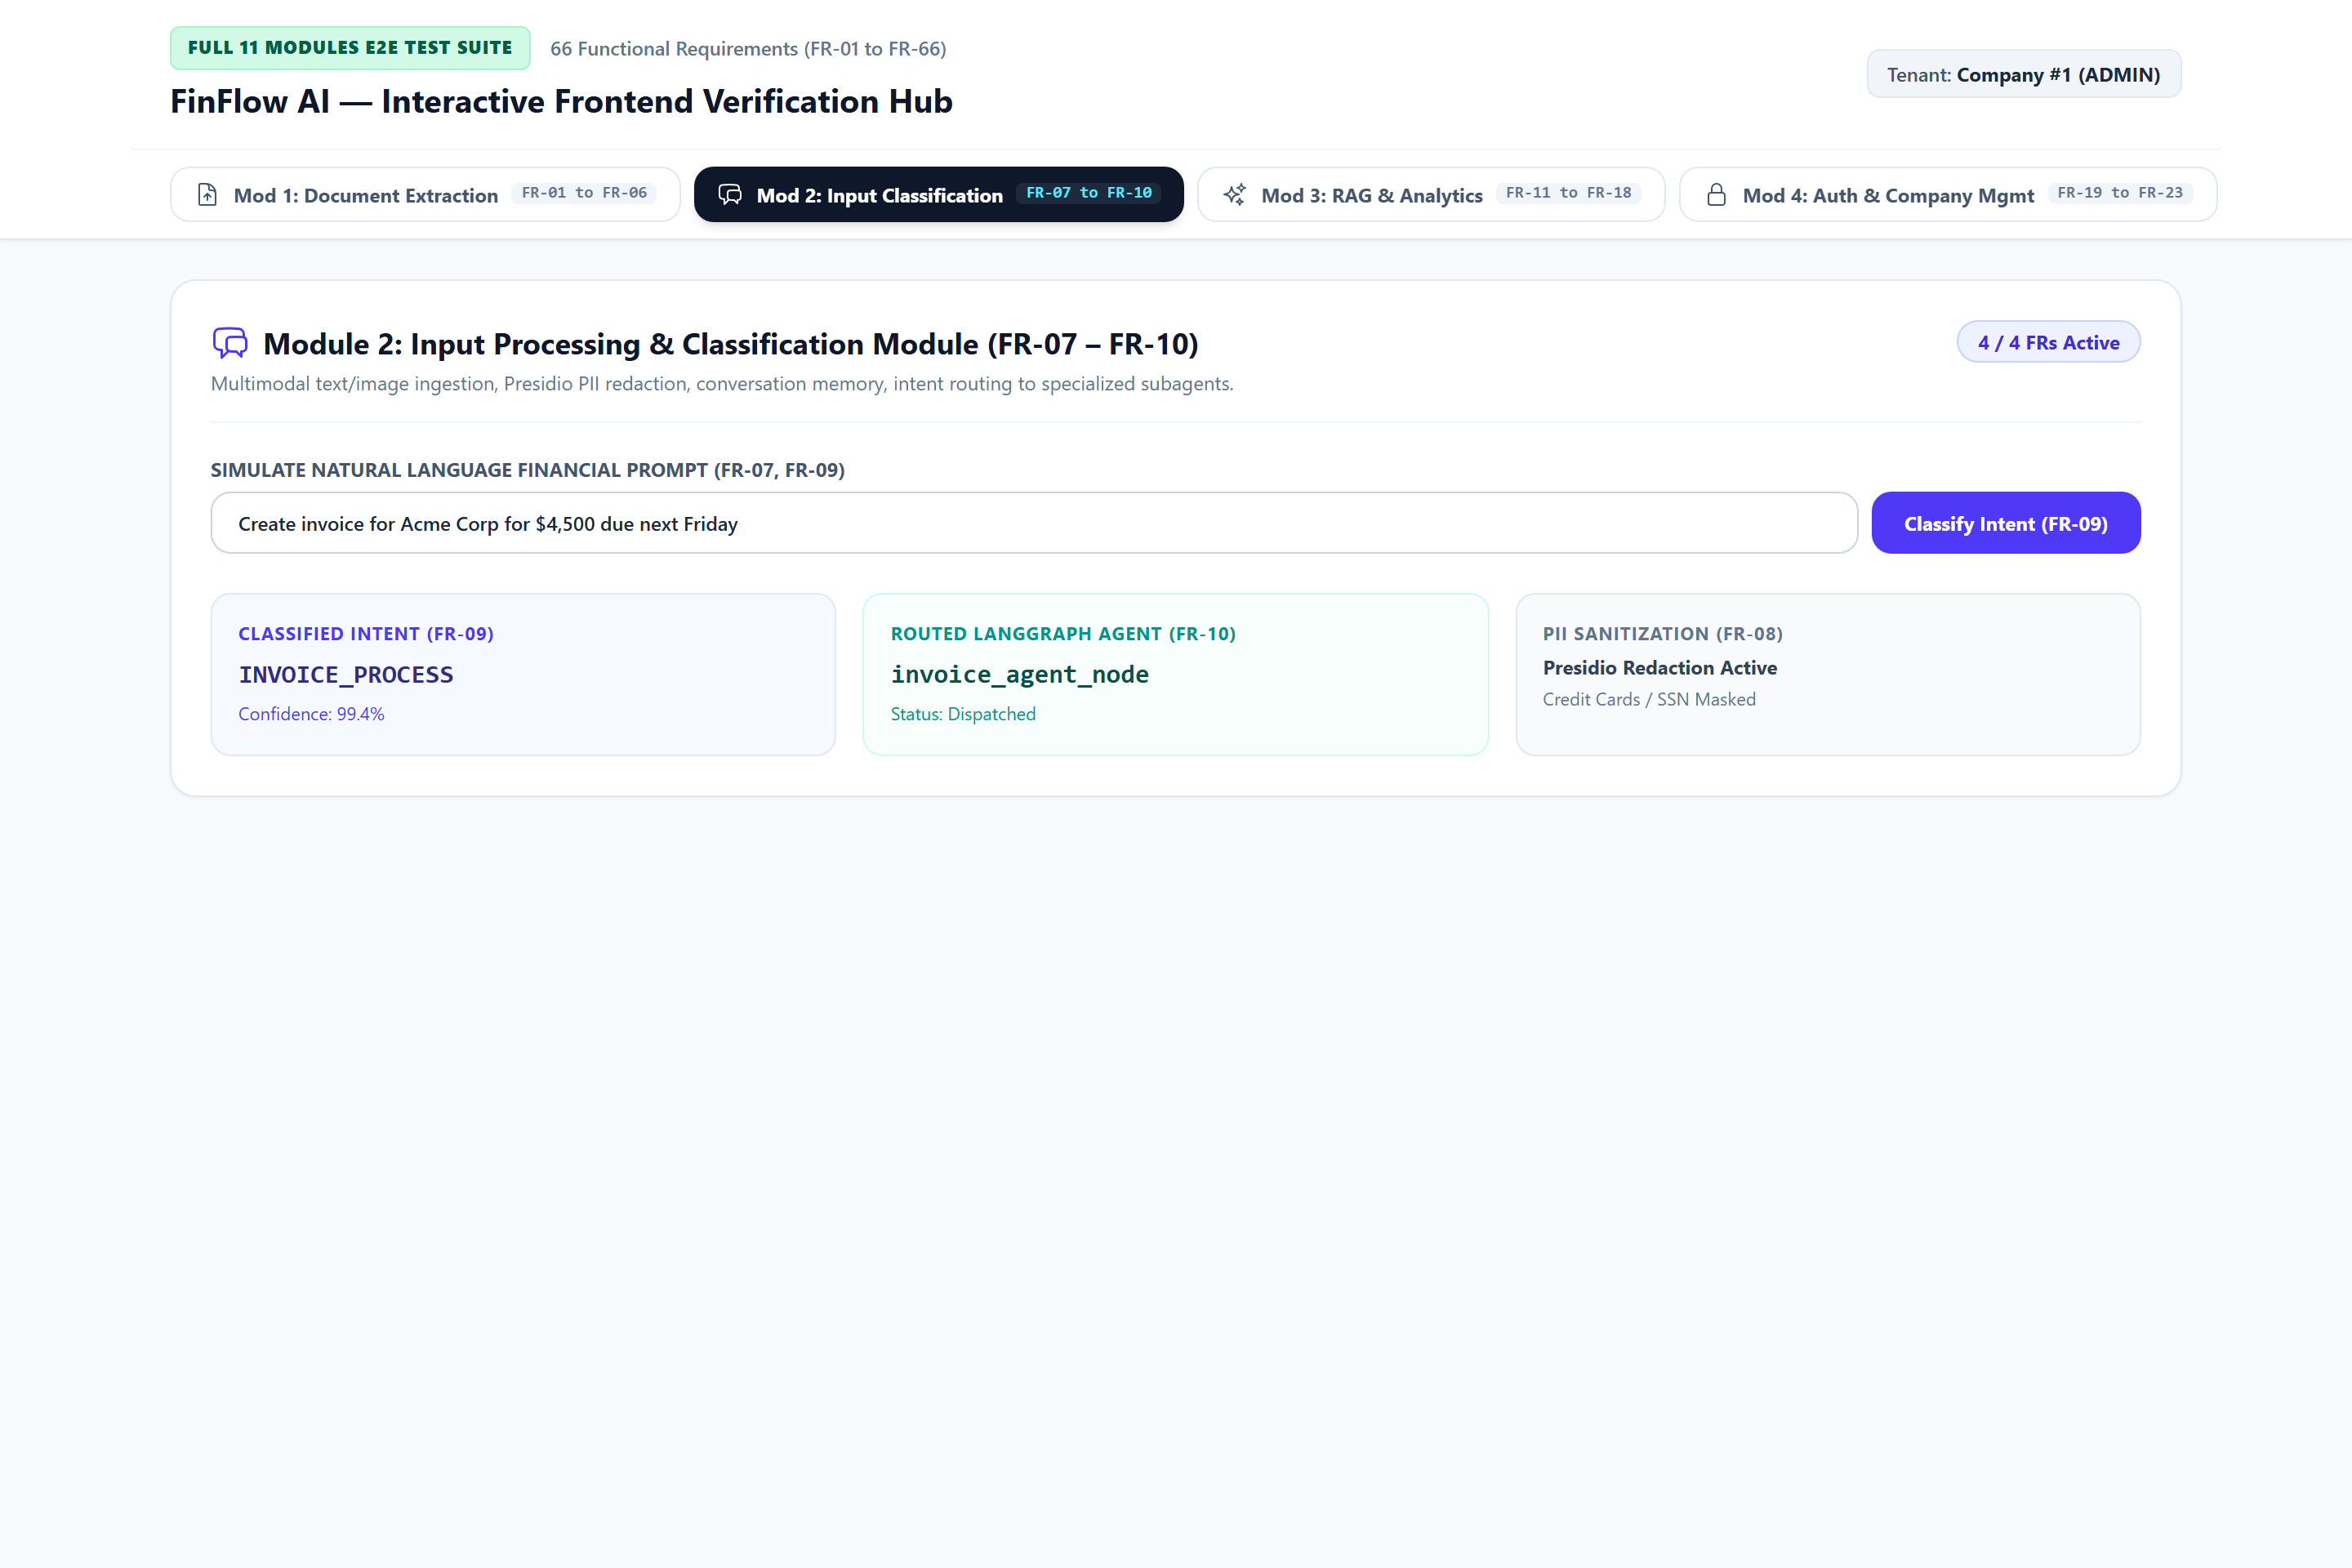 FULL 11 MODULES E2E TEST SUITE
66 Functional Requirements (FR-01 to FR-66)
FinFlow AI — Interactive Frontend Verification Hub
Tenant: Company #1 (ADMIN)
Mod 1: Document Extraction FR-01 to FR-06
Mod 2: Input Classification FR-07 to FR-10
Mod 3: RAG & Analytics FR-11 to FR-18
Mod 4: Auth & Company Mgmt FR-19 to FR-23
Module 2: Input Processing & Classification Module (FR-07 – FR-10)
4 / 4 FRs Active
Multimodal text/image ingestion, Presidio PII redaction, conversation memory, intent routing to specialized subagents.
SIMULATE NATURAL LANGUAGE FINANCIAL PROMPT (FR-07, FR-09)
Create invoice for Acme Corp for $4,500 due next Friday
Classify Intent (FR-09)
CLASSIFIED INTENT (FR-09)
INVOICE_PROCESS
Confidence: 99.4%
ROUTED LANGGRAPH AGENT (FR-10)
invoice_agent_node
Status: Dispatched
PII SANITIZATION (FR-08)
Presidio Redaction Active
Credit Cards / SSN Masked